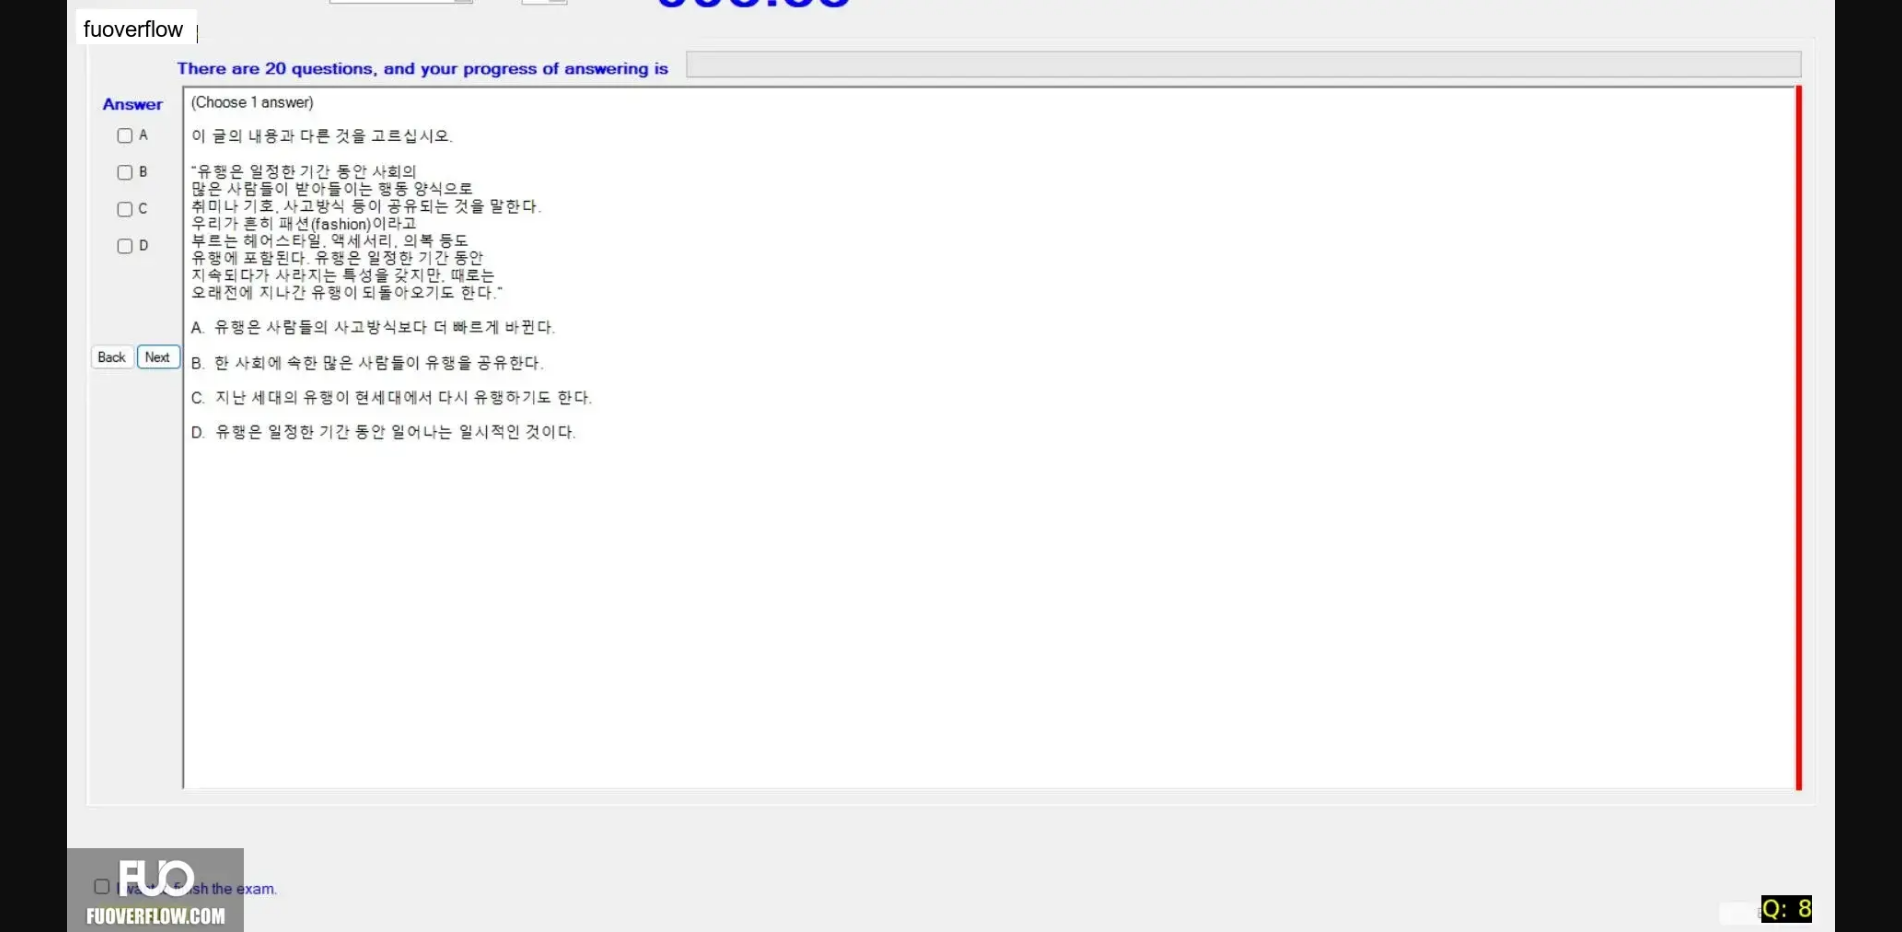 fuoverflow
There are 20 questions, and your progress of answering is
Answer
(Choose 1 answer)
A
B
C
D
이 글의 내용과 다른 것을 고르십시오.
"유행은 일정한 기간 동안 사회의
많은 사람들이 받아들이는 행동 양식으로
취미나 기호, 사고방식 등이 공유되는 것을 말한다.
우리가 흔히 패션(fashion)이라고
부르는 헤어스타일, 액세서리, 의복 등도
유행에 포함된다. 유행은 일정한 기간 동안
지속되다가 사라지는 특성을 갖지만, 때로는
오래전에 지나간 유행이 되돌아오기도 한다."
A. 유행은 사람들의 사고방식보다 더 빠르게 바뀐다.
Back Next
B. 한 사회에 속한 많은 사람들이 유행을 공유한다.
C. 지난 세대의 유행이 현세대에서 다시 유행하기도 한다.
D. 유행은 일정한 기간 동안 일어나는 일시적인 것이다.
FUO
the exam.
FUOVERFLOW.COM
Q: 8